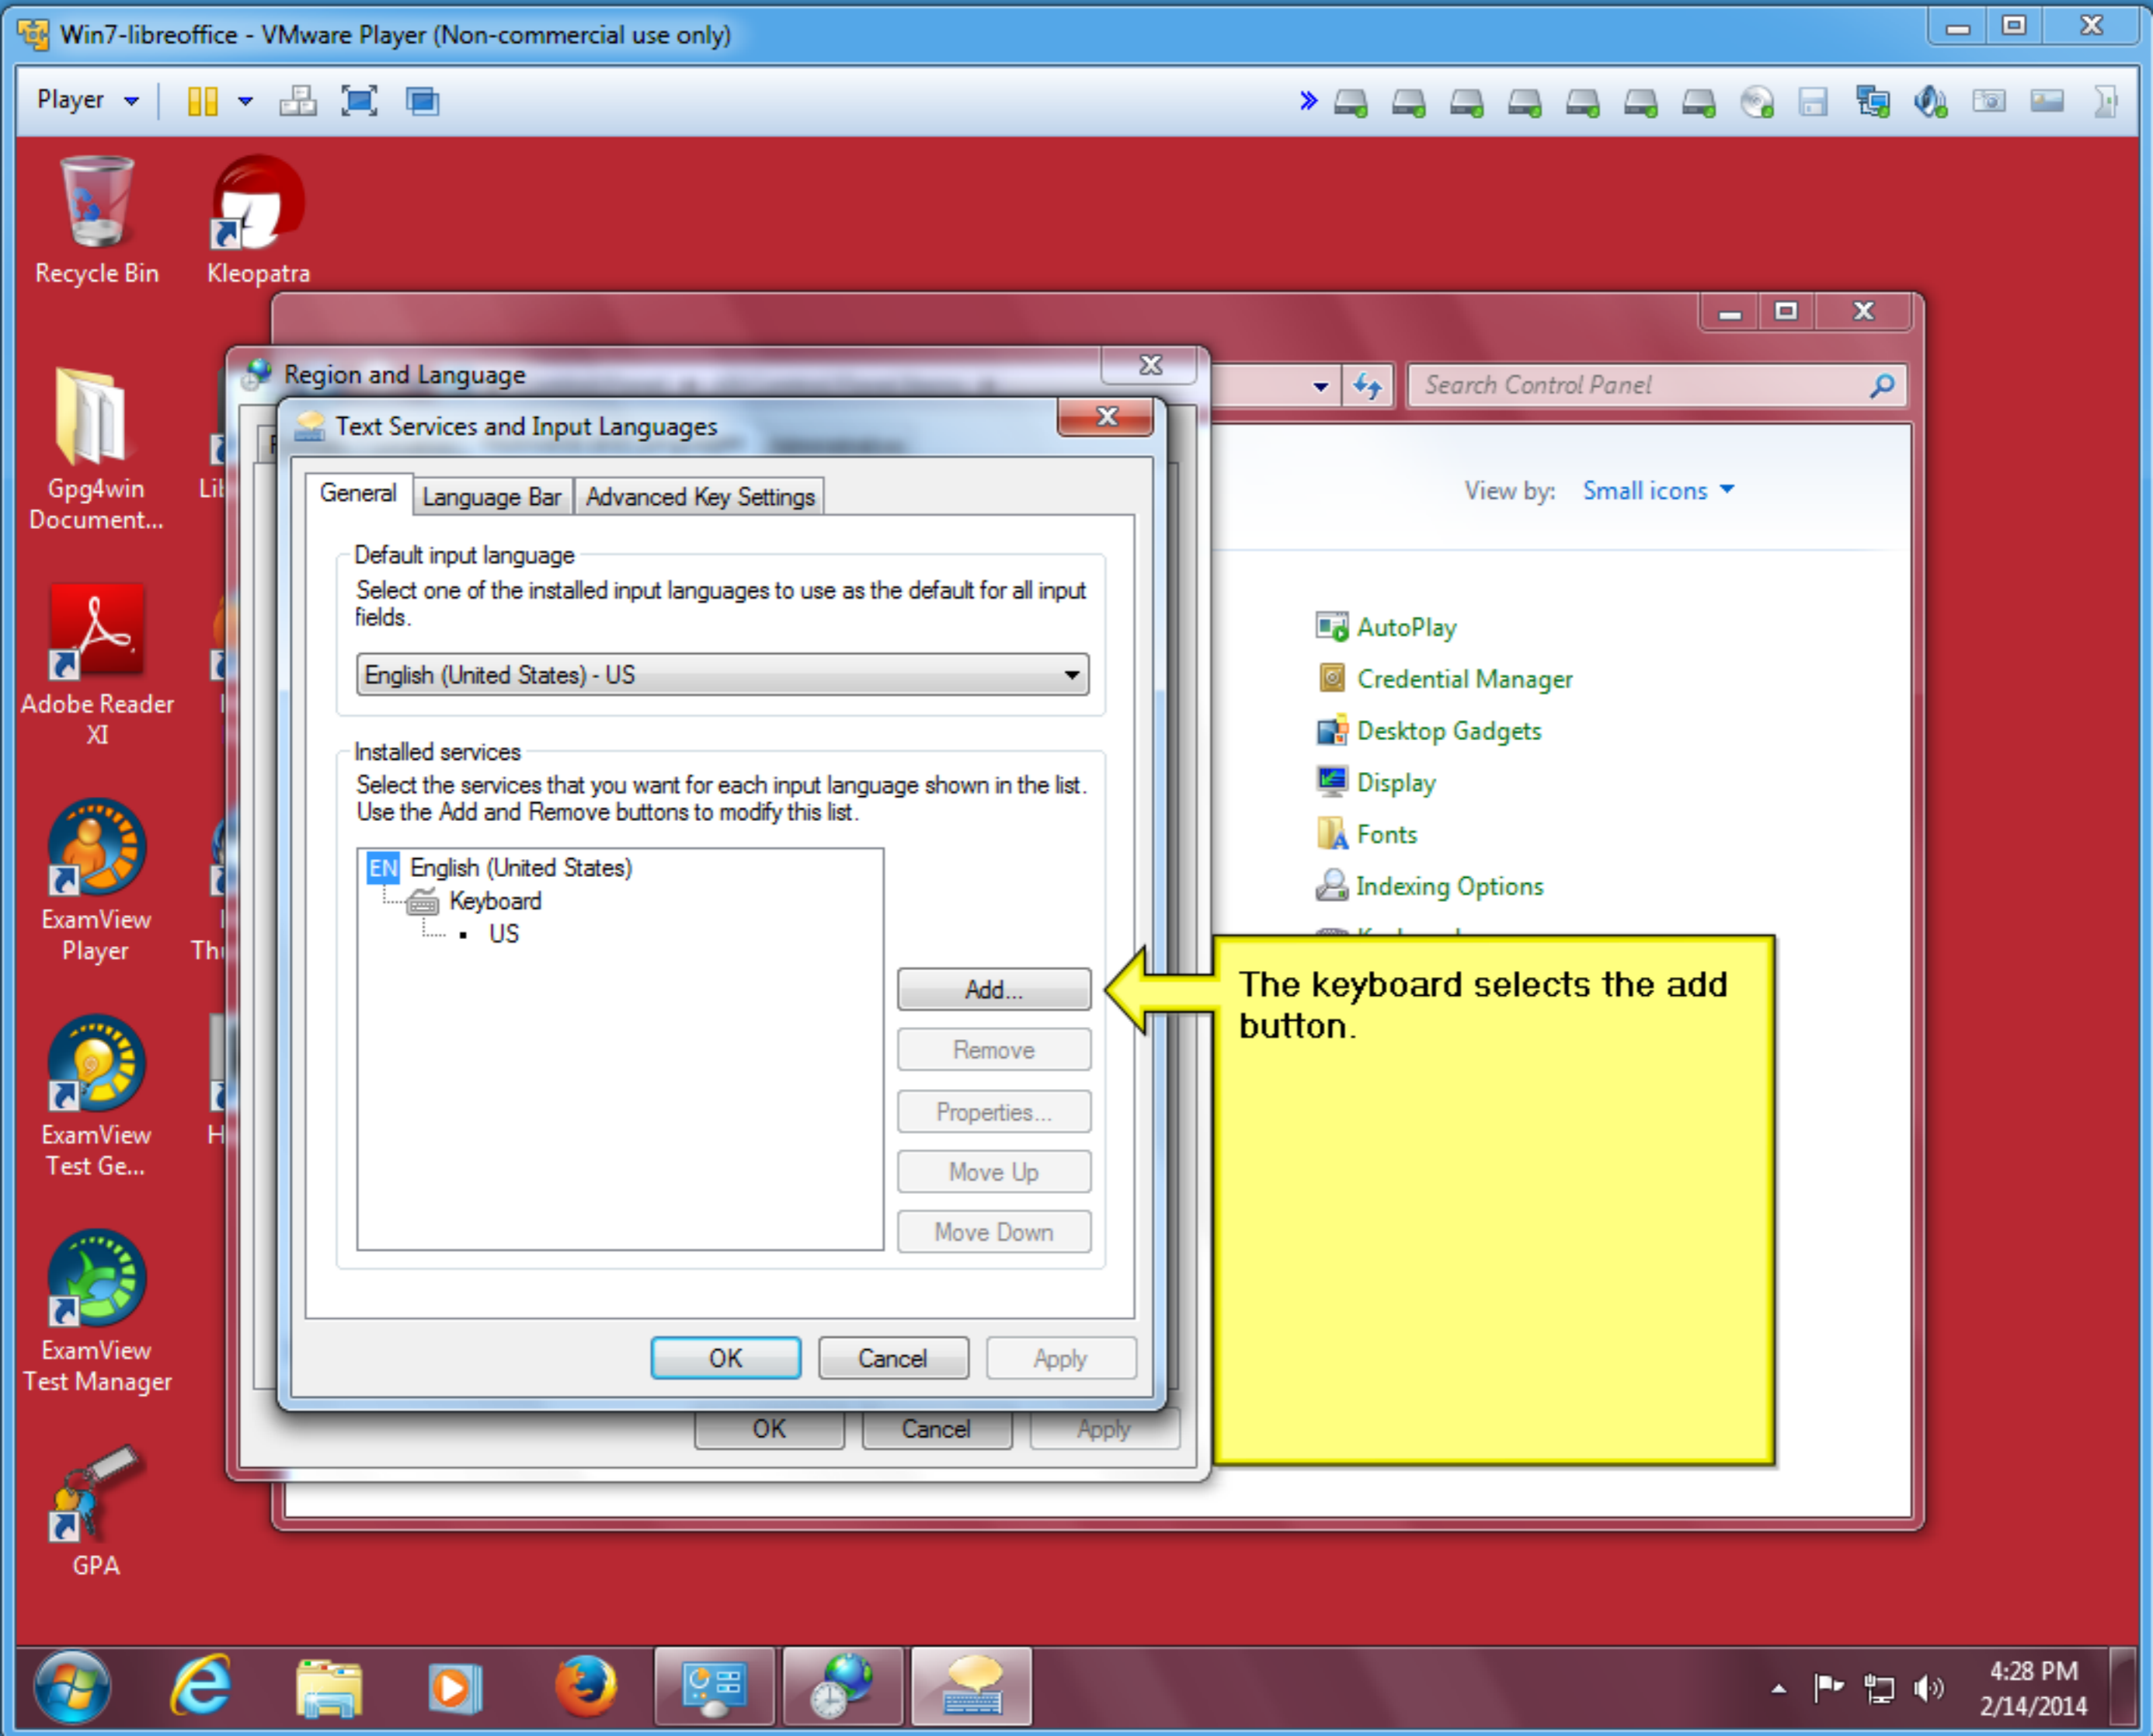 Win7-libreoffice - VMware Player (Non-commercial use only)
Player
Recycle Bin
Kleopatra
Gpg4win
Document...
Adobe Reader
XI
ExamView
Player
ExamView
Test Ge...
ExamView
Test Manager
GPA
Search Control Panel
View by: Small icons
AutoPlay
Credential Manager
Desktop Gadgets
Display
Fonts
Indexing Options
Region and Language
Text Services and Input Languages
General
Language Bar
Advanced Key Settings
Default input language
Select one of the installed input languages to use as the default for all input
fields.
English (United States) - US
Installed services
Select the services that you want for each input language shown in the list.
Use the Add and Remove buttons to modify this list.
EN English (United States)
Keyboard
US
Add...
Remove
Properties...
Move Up
Move Down
OK
Cancel
Apply
OK
Cancel
Apply
The keyboard selects the add
button.
4:28 PM
2/14/2014